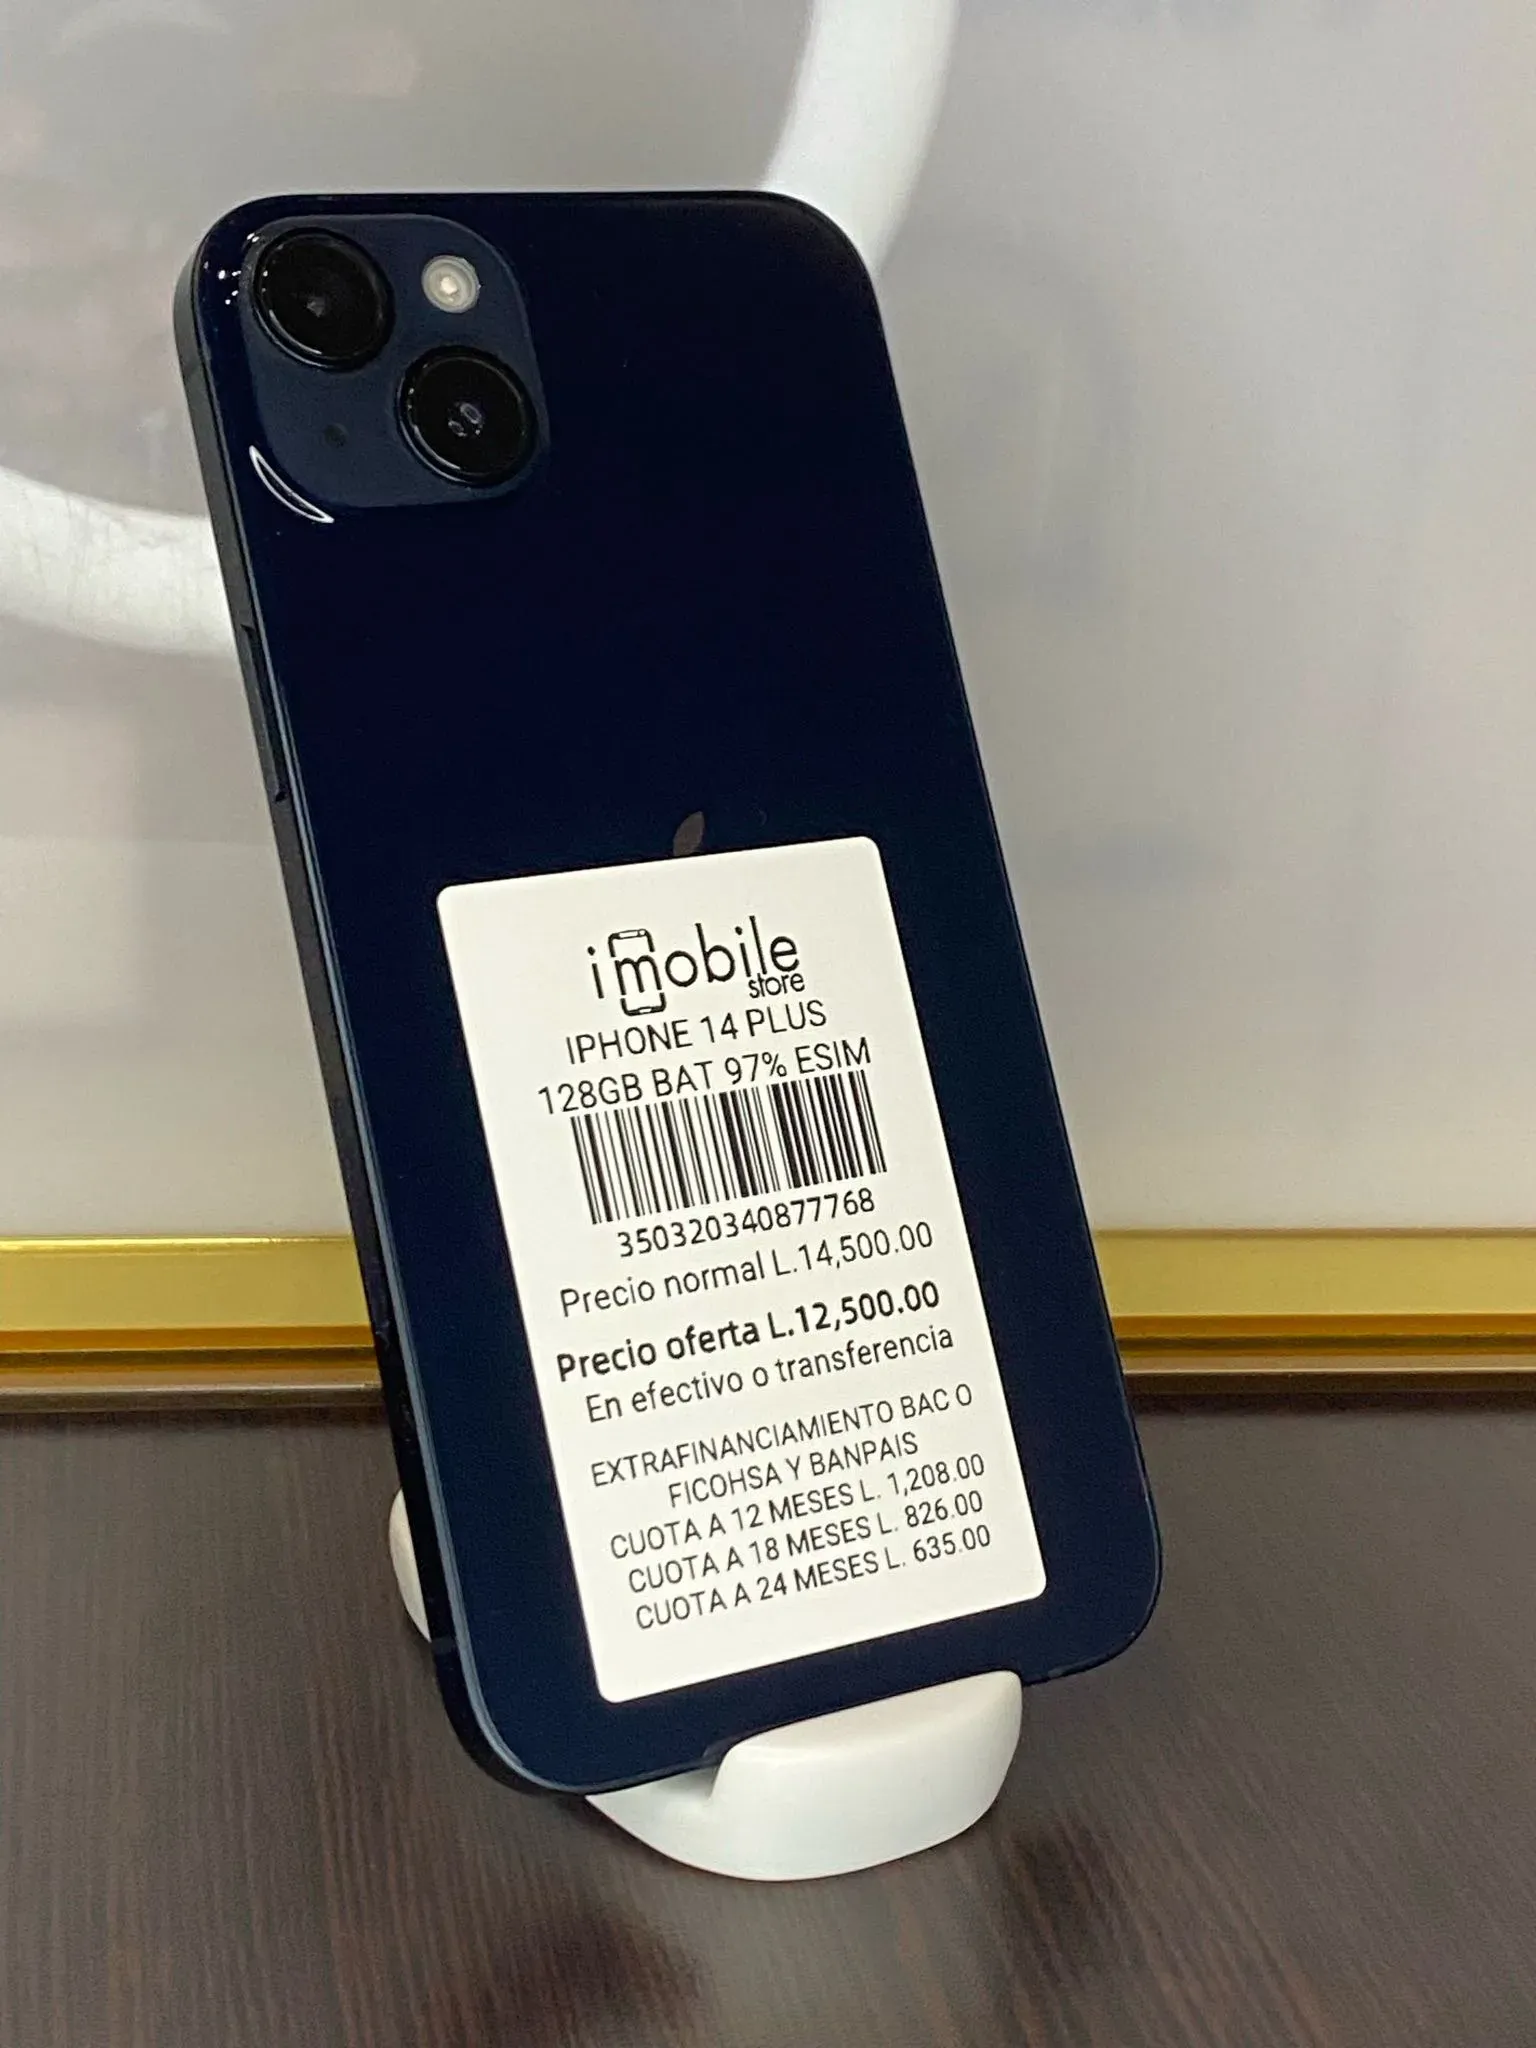 imobile
store
IPHONE 14 PLUS
128GB BAT 97% ESIM
350320340877768
Precio normal L.14,500.00
Precio oferta L.12,500.00
En efectivo o transferencia
EXTRAFINANCIAMIENTO BAC O
FICOHSA Y BANPAIS
CUOTA A 12 MESES L. 1,208.00
CUOTA A 18 MESES L. 826.00
CUOTA A 24 MESES L. 635.00